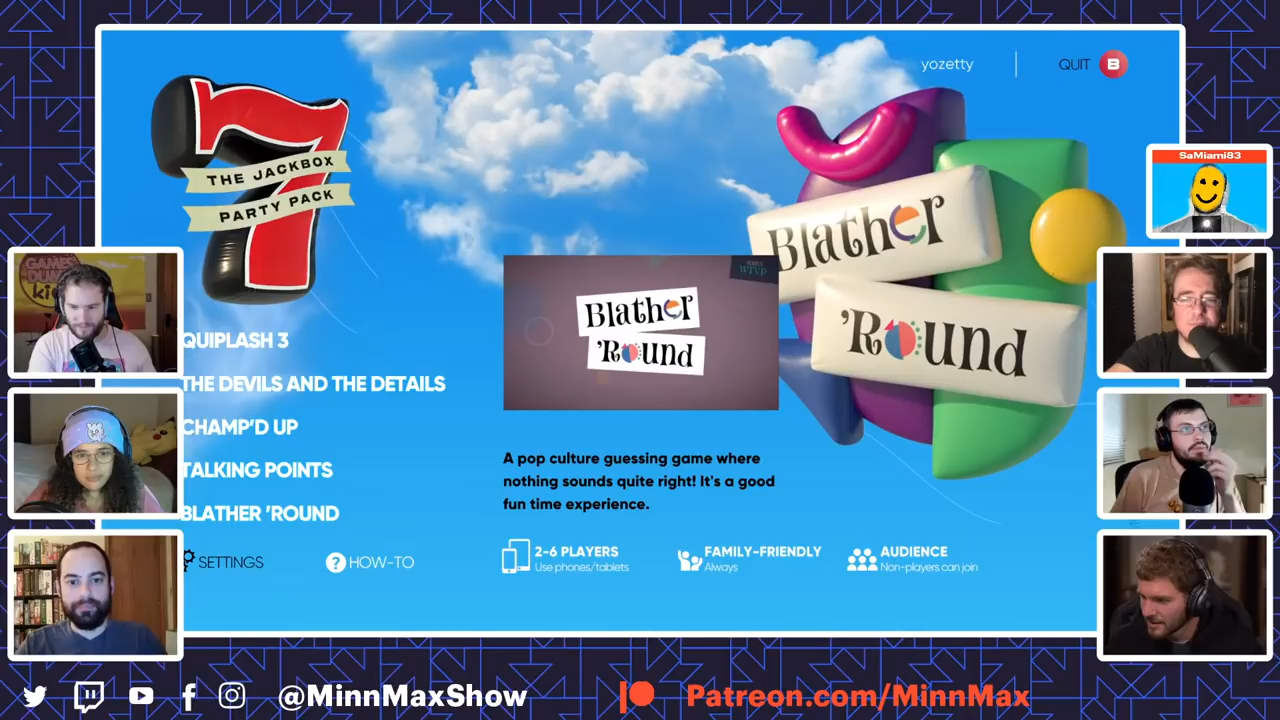 yozetty
QUIT B
THE JACKBOX
PARTY PACK
7
Blather
'Round
SaMiami83
WTVP
Blather
'Round
QUIPLASH 3
THE DEVILS AND THE DETAILS
CHAMP'D UP
TALKING POINTS
BLATHER 'ROUND
A pop culture guessing game where
nothing sounds quite right! It's a good
fun time experience.
SETTINGS
? HOW-TO
2-6 PLAYERS
Use phones/tablets
FAMILY-FRIENDLY
Always
AUDIENCE
Non-players can join
@MinnMaxShow
Patreon.com/MinnMax